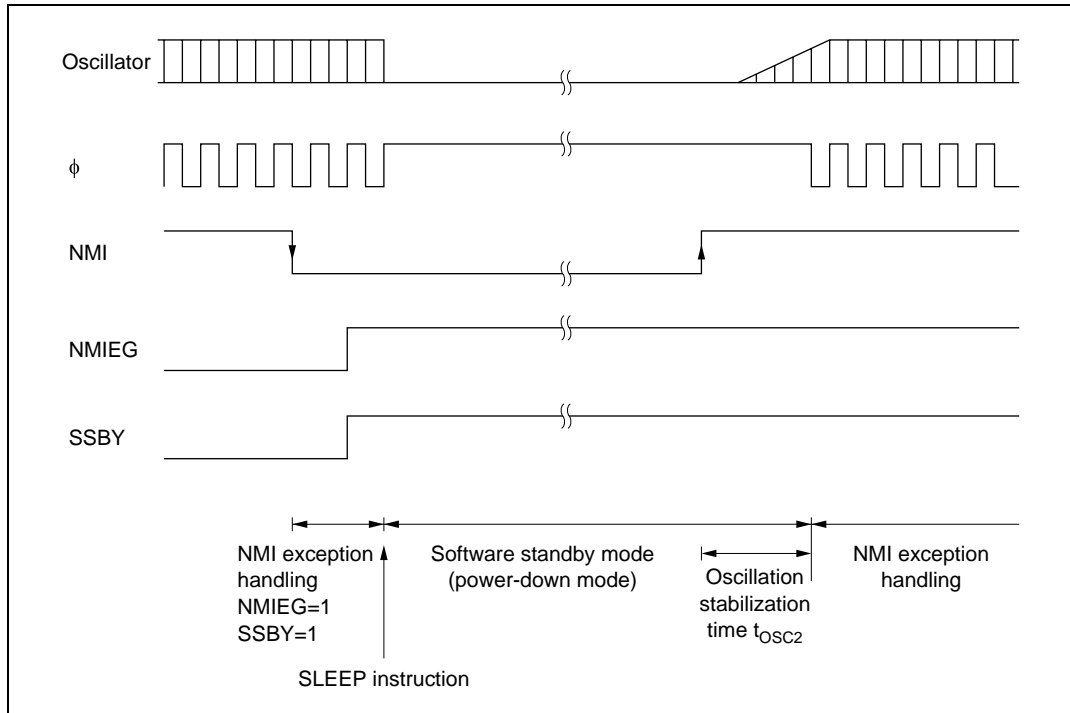 Oscillator
ϕ
NMI
NMIEG
SSBY
NMI exception
handling
NMIEG=1
SSBY=1
Software standby mode
(power-down mode)
Oscillation
stabilization
time tOSC2
NMI exception
handling
SLEEP instruction